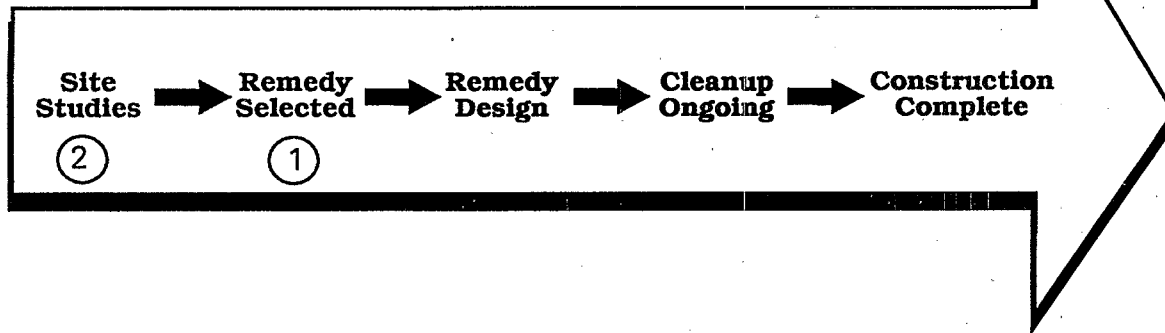 Site Studies
Remedy Selected
Remedy Design
Cleanup Ongoing
Construction Complete
2
1